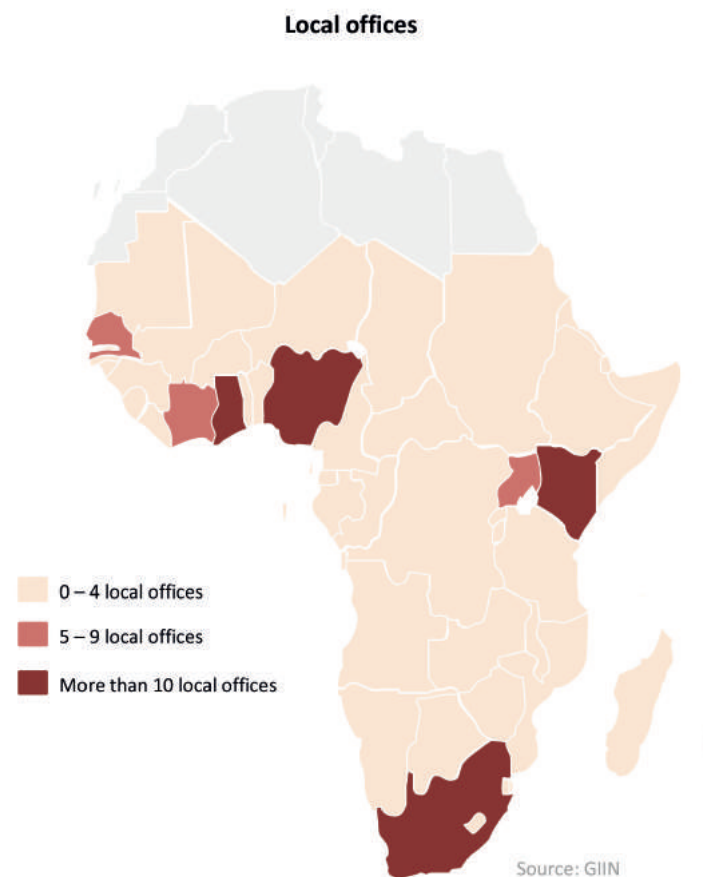 Local offices
0 – 4 local offices
5 – 9 local offices
More than 10 local offices
Source: GIIN